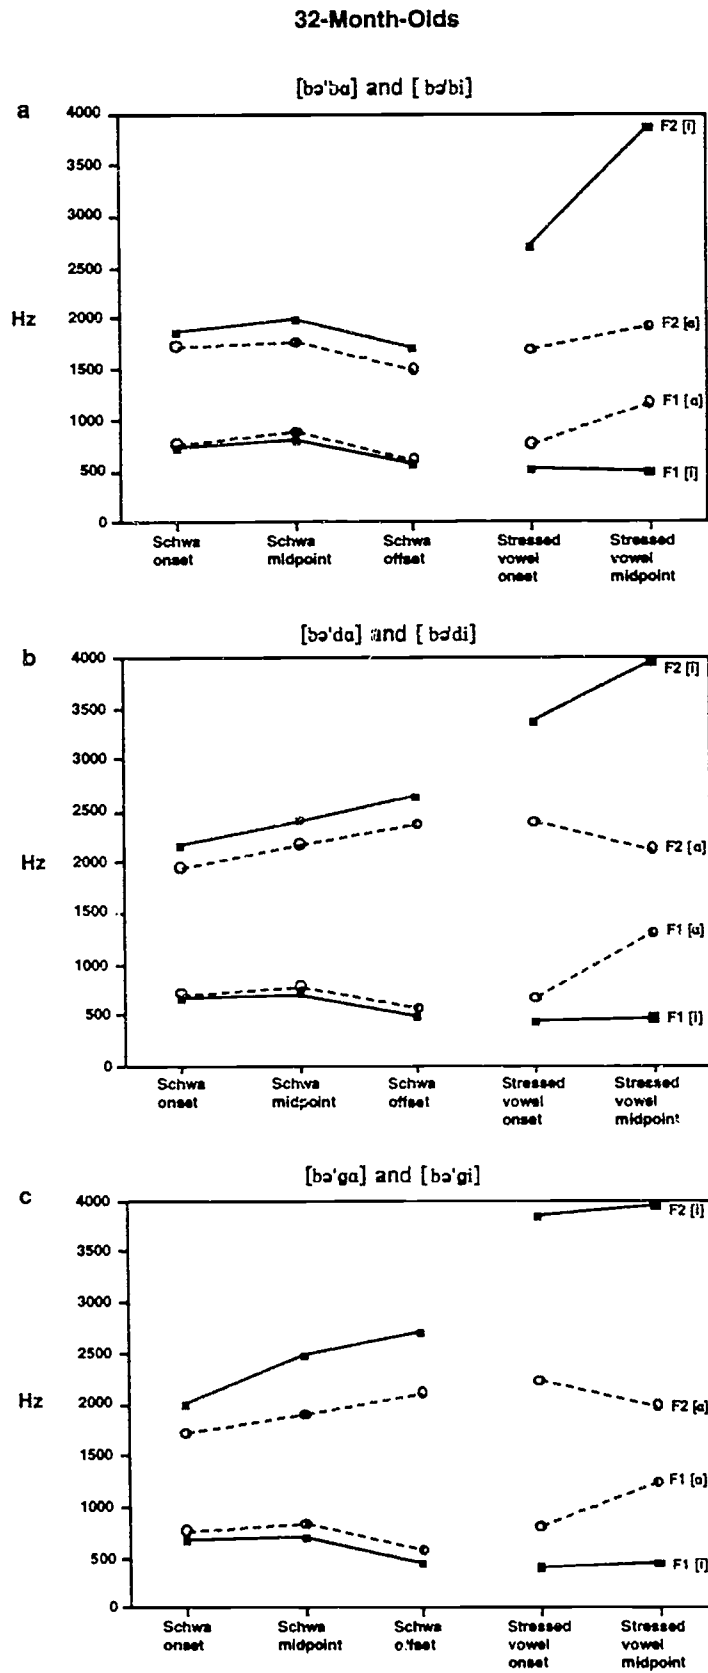 32-Month-Olds
[bə'bɑ] and [bə'bi]
a
4000
3500
3000
2500
Hz
2000
1500
1000
500
0
F2 [i]
F2 [ɑ]
F1 [ɑ]
F1 [i]
Schwa onset
Schwa midpoint
Schwa offset
Stressed vowel onset
Stressed vowel midpoint
[bə'dɑ] and [bə'di]
b
4000
3500
3000
2500
Hz
2000
1500
1000
500
0
F2 [i]
F2 [ɑ]
F1 [ɑ]
F1 [i]
Schwa onset
Schwa midpoint
Schwa offset
Stressed vowel onset
Stressed vowel midpoint
[bə'gɑ] and [bə'gi]
c
4000
3500
3000
2500
Hz
2000
1500
1000
500
0
F2 [i]
F2 [ɑ]
F1 [ɑ]
F1 [i]
Schwa onset
Schwa midpoint
Schwa offset
Stressed vowel onset
Stressed vowel midpoint